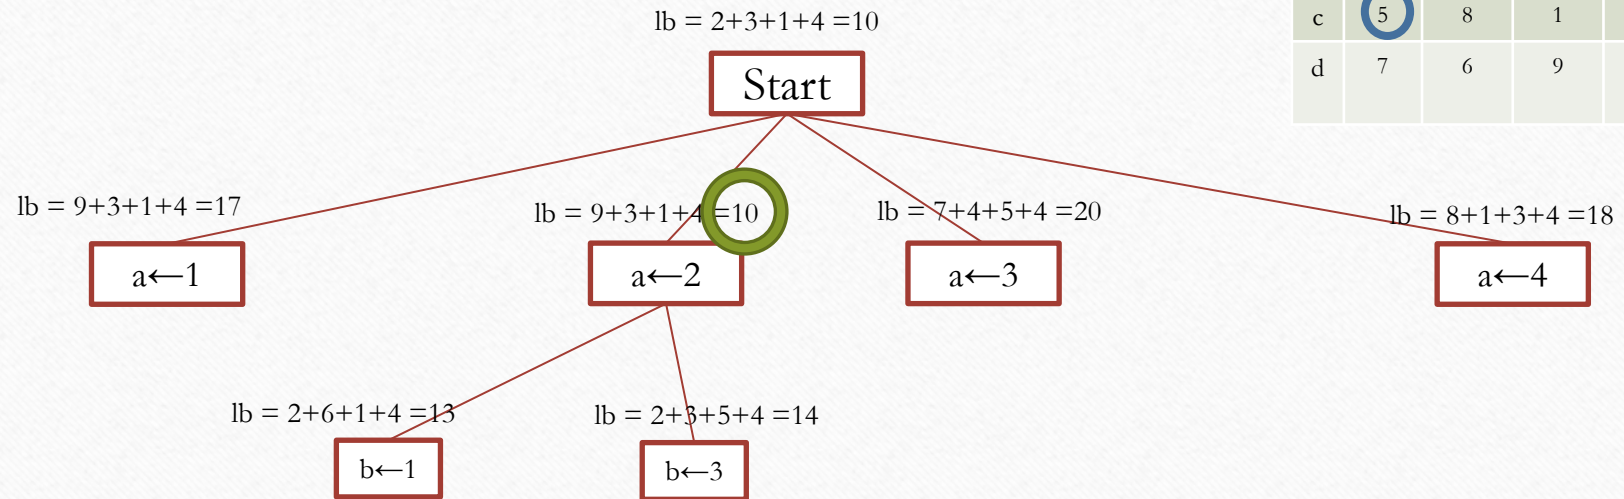 lb = 2+3+1+4 =10
c 5 8 1
Start
d 7 6 9
lb = 9+3+1+4 =17
lb = 9+3+1+4 =10
lb = 7+4+5+4 =20
lb = 8+1+3+4 =18
a←1
a←2
a←3
a←4
lb = 2+6+1+4 =13
lb = 2+3+5+4 =14
b←1
b←3